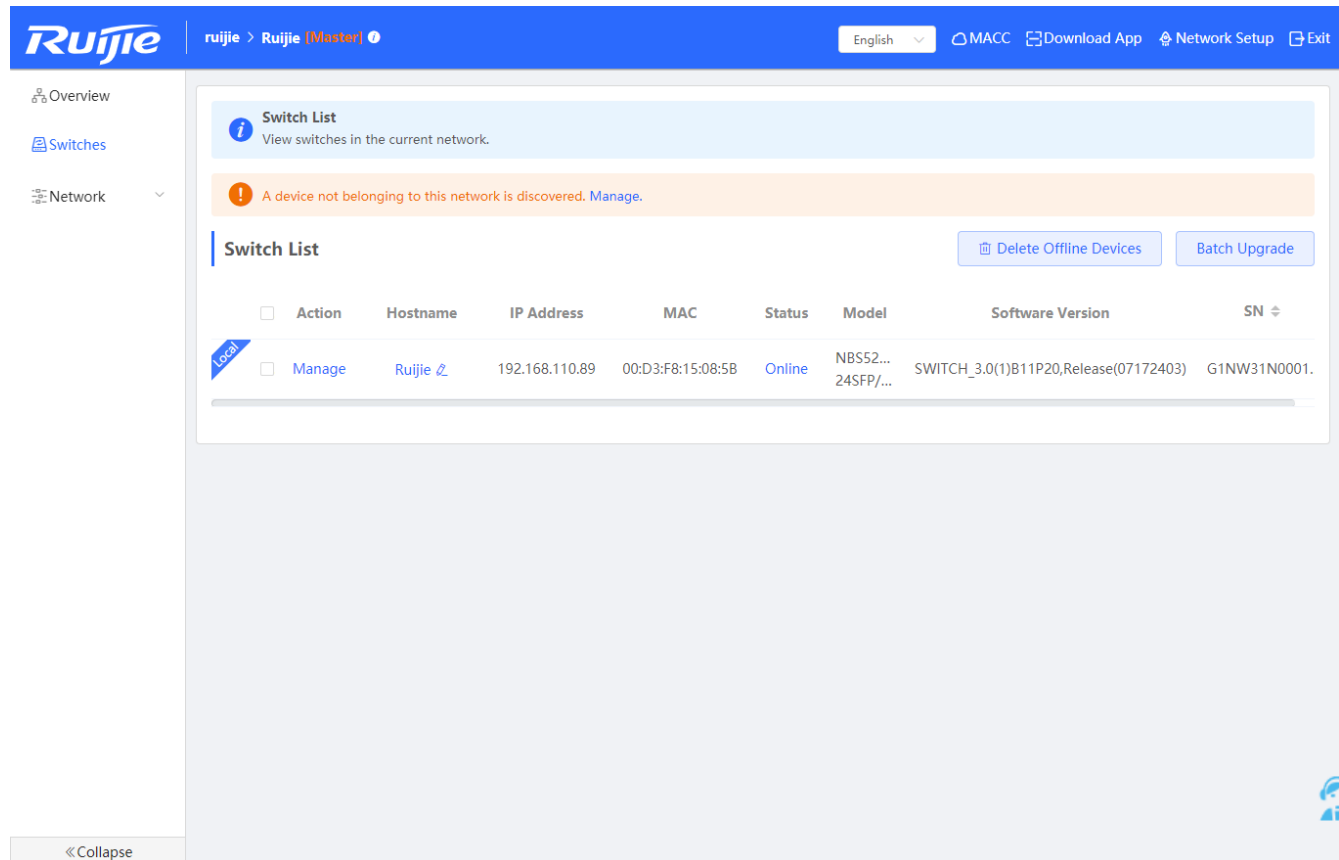 Ruijie
ruijie > Ruijie [Master]
English
MACC
Download App
Network Setup
Exit
Overview
Switches
Network
Switch List
View switches in the current network.
A device not belonging to this network is discovered. Manage.
Switch List
Delete Offline Devices
Batch Upgrade
Action Hostname IP Address MAC Status Model Software Version SN
Local
Manage Ruijie 192.168.110.89 00:D3:F8:15:08:5B Online NBS52... SWITCH_3.0(1)B11P20,Release(07172403) G1NW31N0001.
24SFP/...
Collapse